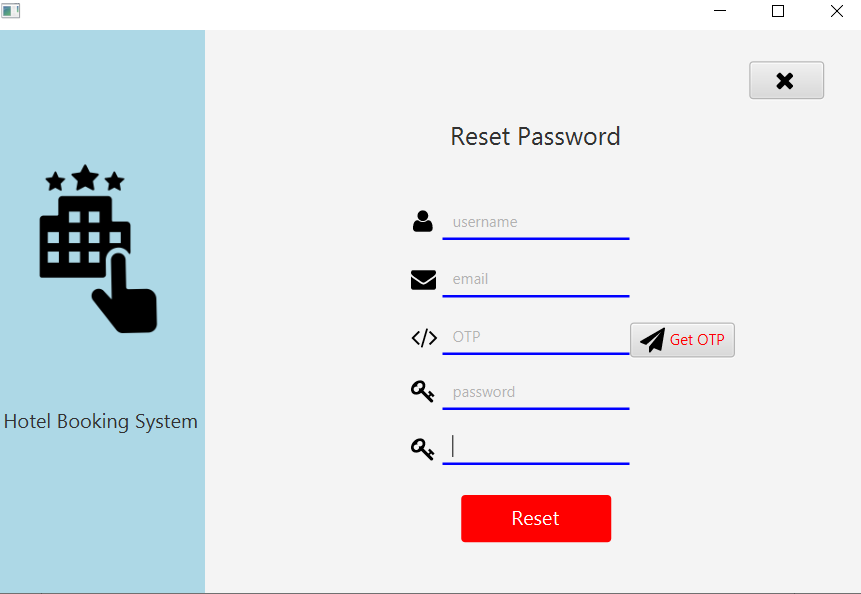 Reset Password
username
email
OTP
Get OTP
password
Hotel Booking System
Reset